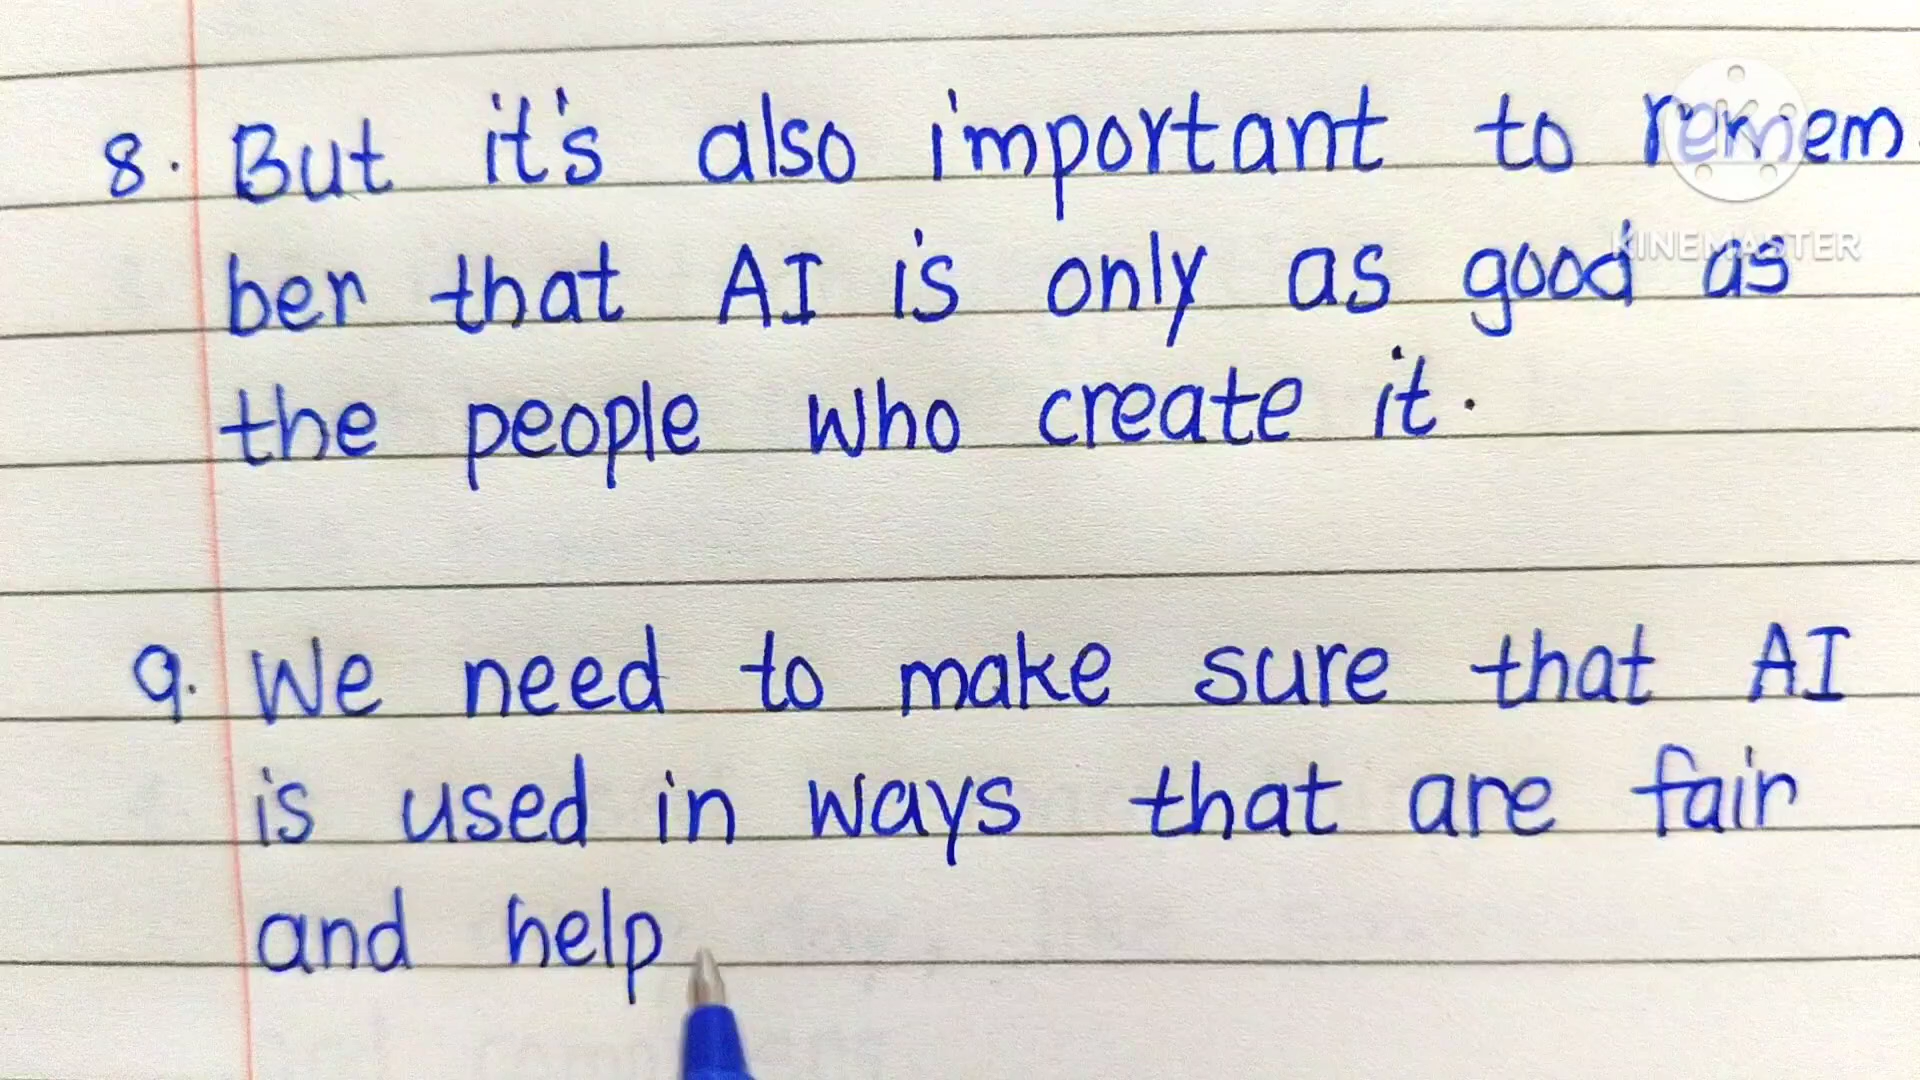 8. But it's also important to remem
ber that AI is only as good as
the people who create it.
9. We need to make sure that AI
is used in ways that are fair
and help
K
KINEMASTER